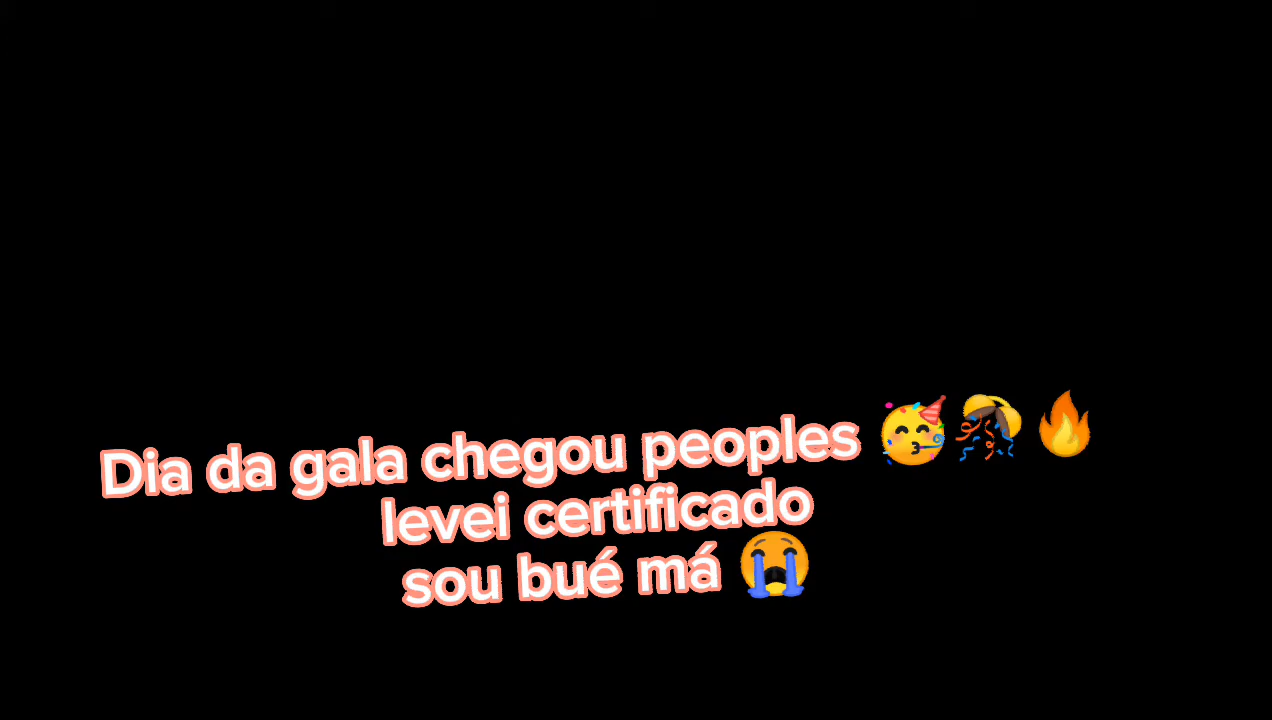 Dia da gala chegou peoples 🥳🎊🔥
levei certificado
sou bué má 😭